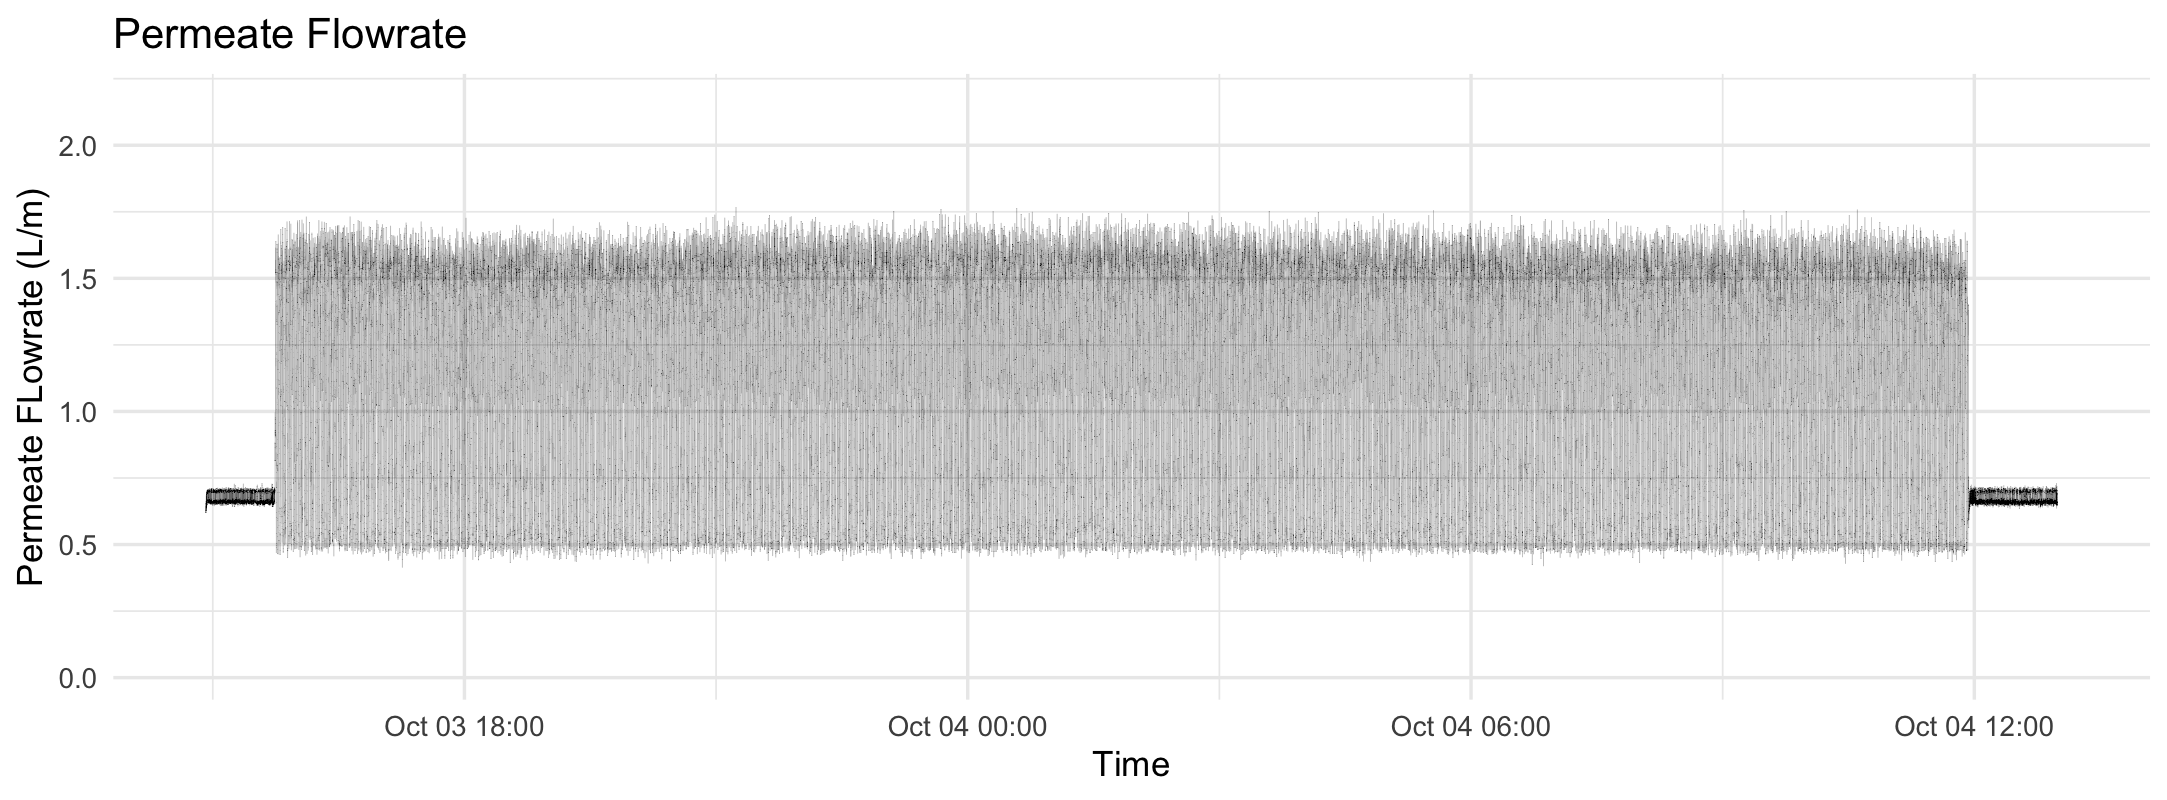 Permeate Flowrate
Permeate FLowrate (L/m)
2.0
1.5
1.0
0.5
0.0
Oct 03 18:00
Oct 04 00:00
Oct 04 06:00
Oct 04 12:00
Time